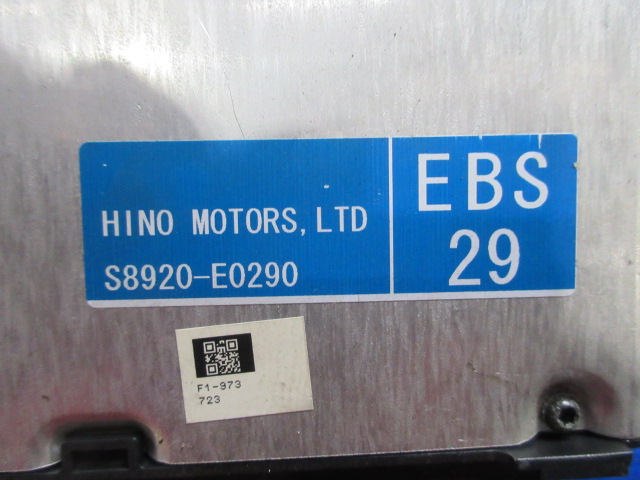 HINO MOTORS,LTD
S8920-E0290
EBS
29
F1-973
723